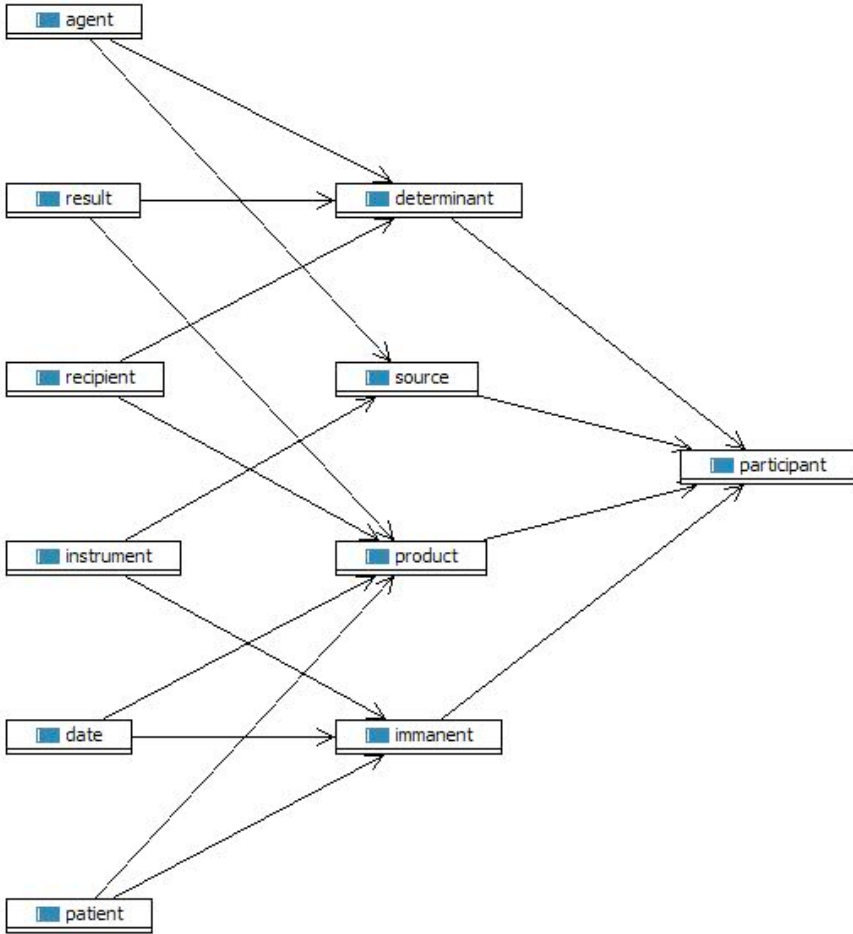 agent
result
determinant
recipient
source
participant
instrument
product
date
immanent
patient